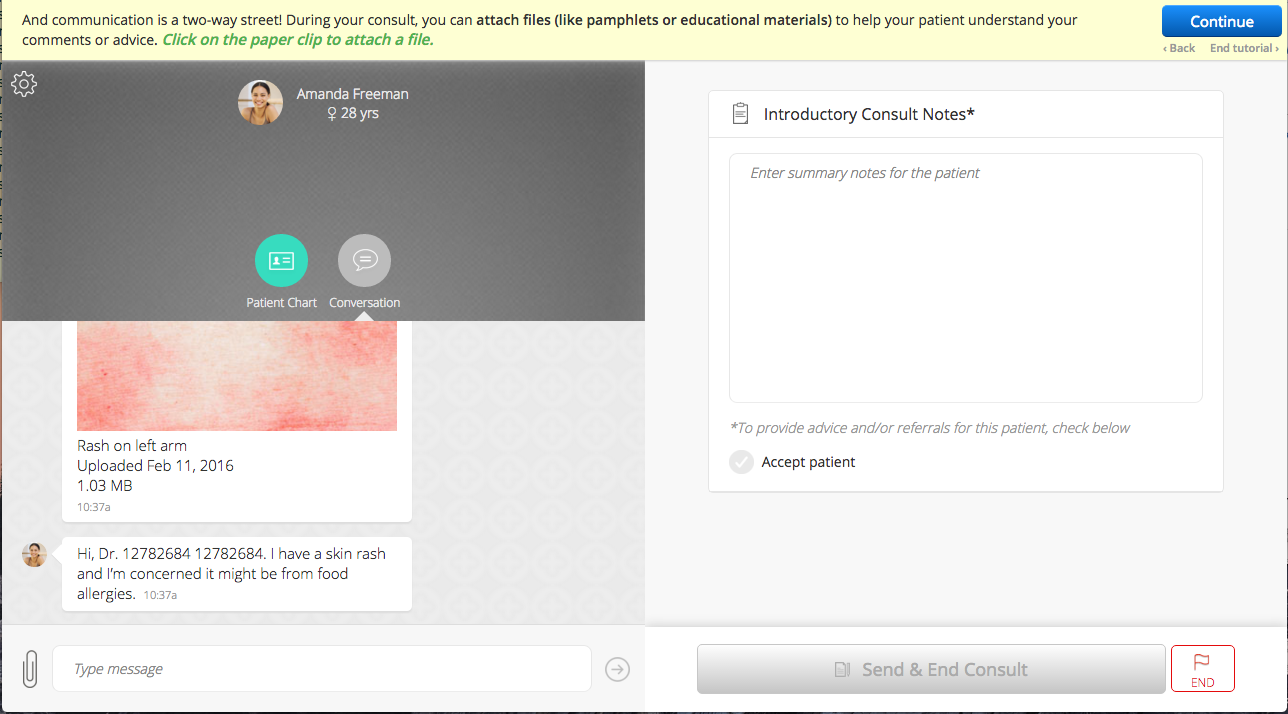 And communication is a two-way street! During your consult, you can attach files (like pamphlets or educational materials) to help your patient understand your
comments or advice. Click on the paper clip to attach a file.
Continue
‹ Back End tutorial ›
Amanda Freeman
♀ 28 yrs
Patient Chart
Conversation
Rash on left arm
Uploaded Feb 11, 2016
1.03 MB
10:37a
Hi, Dr. 12782684 12782684. I have a skin rash
and I'm concerned it might be from food
allergies. 10:37a
Type message
Introductory Consult Notes*
Enter summary notes for the patient
*To provide advice and/or referrals for this patient, check below
Accept patient
Send & End Consult
END